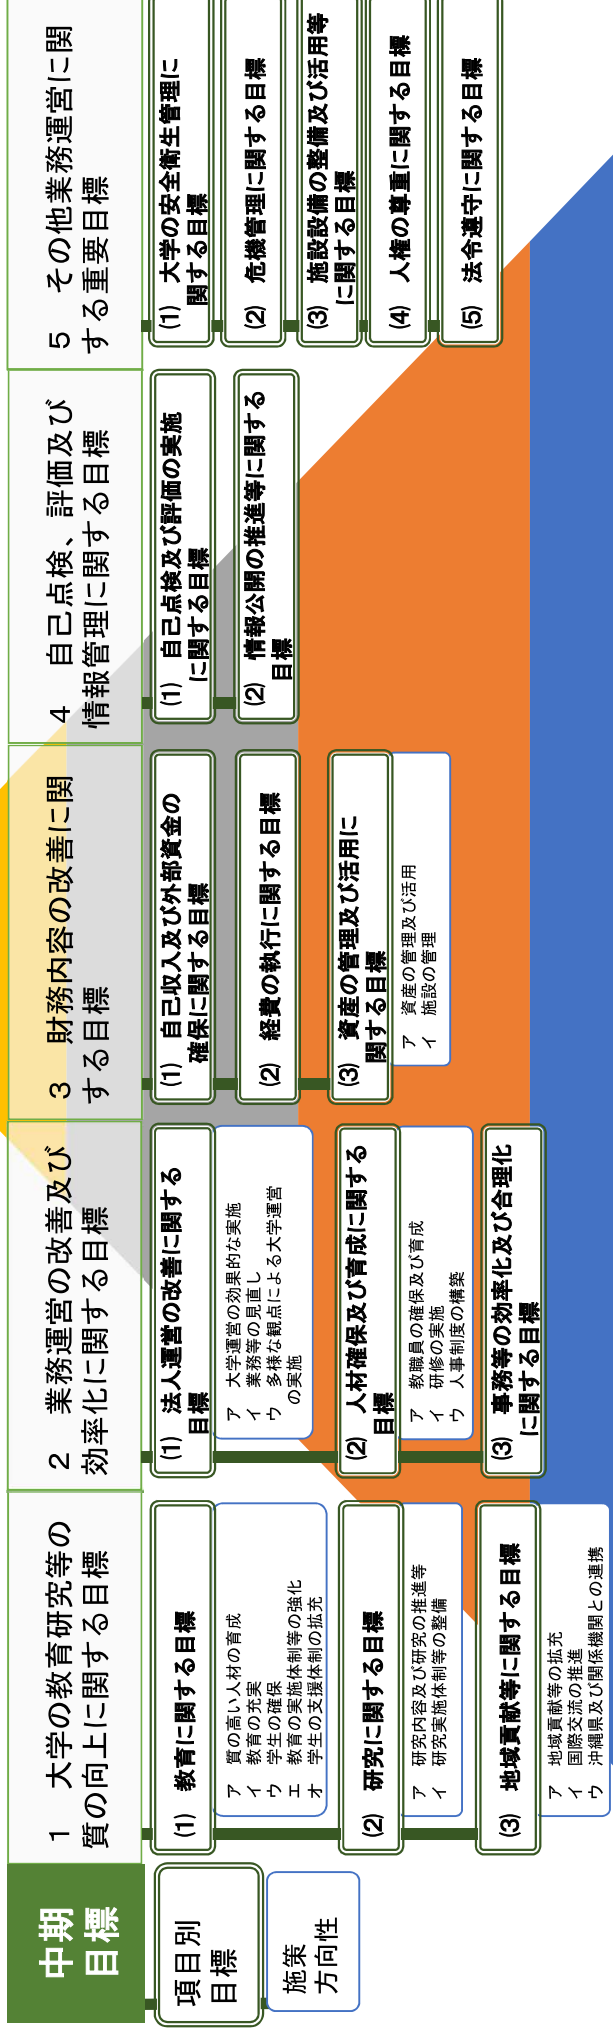 中期
目標
項目別
目標
施策
方向性
１　大学の教育研究等の
質の向上に関する目標
(1)　教育に関する目標
ア　質の高い人材の育成
イ　教育の充実
ウ　学生の確保
エ　教育の実施体制等の強化
オ　学生の支援体制の拡充
(2)　研究に関する目標
ア　研究内容及び研究の推進等
イ　研究実施体制等の整備
(3)　地域貢献等に関する目標
ア　地域貢献等の拡充
イ　国際交流の推進
ウ　沖縄県及び関係機関との連携
２　業務運営の改善及び
効率化に関する目標
(1)　法人運営の改善に関する
目標
ア　大学運営の効果的な実施
イ　業務等の見直し
ウ　多様な観点による大学運営
の実施
(2)　人材確保及び育成に関する
目標
ア　教職員の確保及び育成
イ　研修の実施
ウ　人事制度の構築
(3)　事務等の効率化及び合理化
に関する目標
３　財務内容の改善に関
する目標
(1)　自己収入及び外部資金の
確保に関する目標
(2)　経費の執行に関する目標
(3)　資産の管理及び活用に
関する目標
ア　資産の管理及び活用
イ　施設の管理
４　自己点検、評価及び
情報管理に関する目標
(1)　自己点検及び評価の実施
に関する目標
(2)　情報公開の推進等に関する
目標
５　その他業務運営に関
する重要目標
(1)　大学の安全衛生管理に
関する目標
(2)　危機管理に関する目標
(3)　施設設備の整備及び活用等
に関する目標
(4)　人権の尊重に関する目標
(5)　法令遵守に関する目標